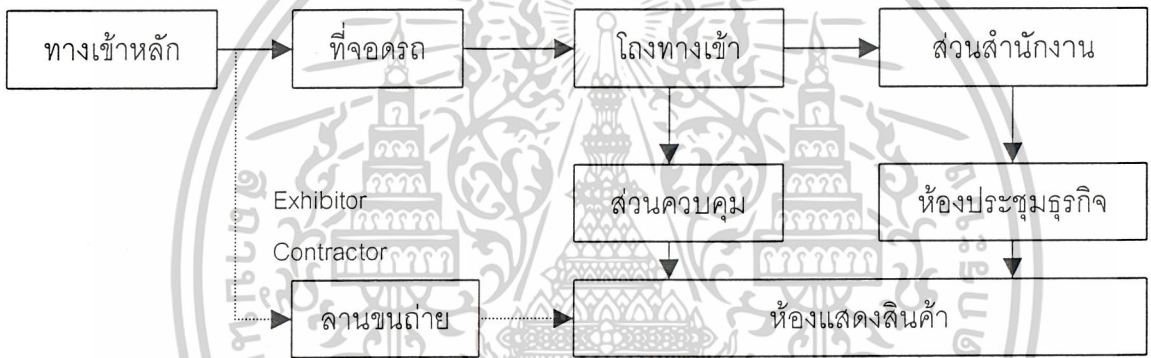 ทางเข้าหลัก ที่จอดรถ โถงทางเข้า ส่วนสำนักงาน
Exhibitor ส่วนควบคุม ห้องประชุมธุรกิจ
Contractor
ลานขนถ่าย ห้องแสดงสินค้า